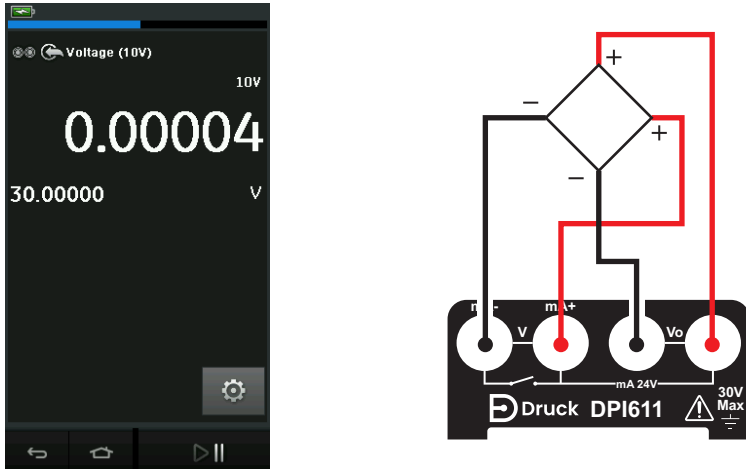 Voltage (10V)
10V
0.00004
30.00000 V
+
−
+
−
mA+
V
Vo
mA 24V
Druck DPI611
30V
Max